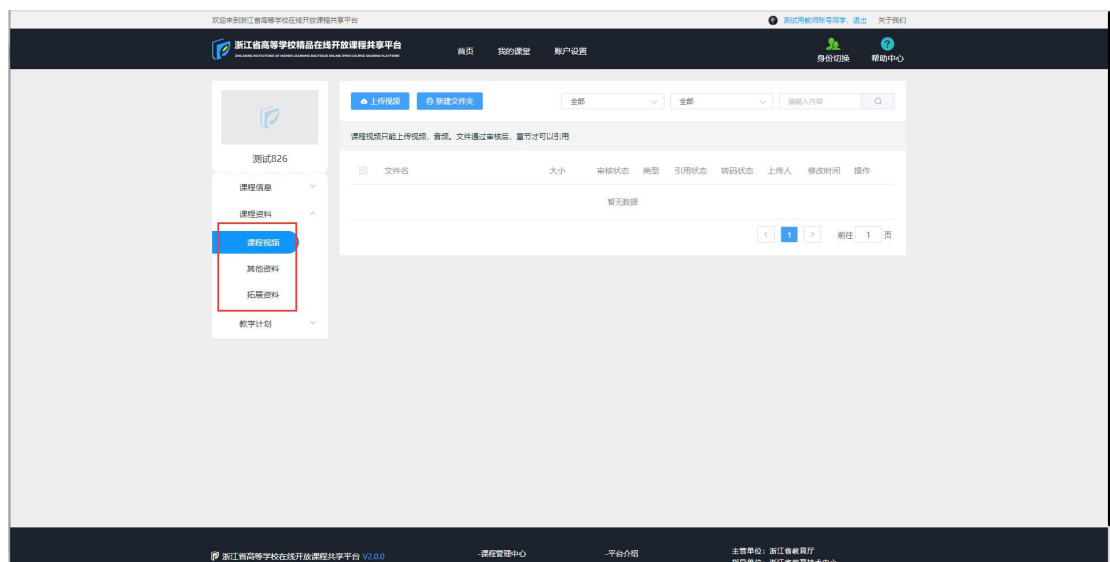 欢迎来到浙江省高等学校在线开放课程共享平台
测试用教师账号同学，退出 关于我们
浙江省高等学校精品在线开放课程共享平台
首页 我的课堂 账户设置
身份切换 帮助中心
测试826
课程信息
课程资料
课程视频
其他资料
拓展资料
教学计划
上传视频 新建文件夹 全部 全部 请输入内容
课程视频只能上传视频，音频。文件通过审核后，章节才可以引用
文件名 大小 审核状态 类型 引用状态 转码状态 上传人 修改时间 操作
暂无数据
< 1 > 前往 1 页
浙江省高等学校在线开放课程共享平台 V2.0.0
-课程管理中心
-平台介绍
主管单位：浙江省教育厅